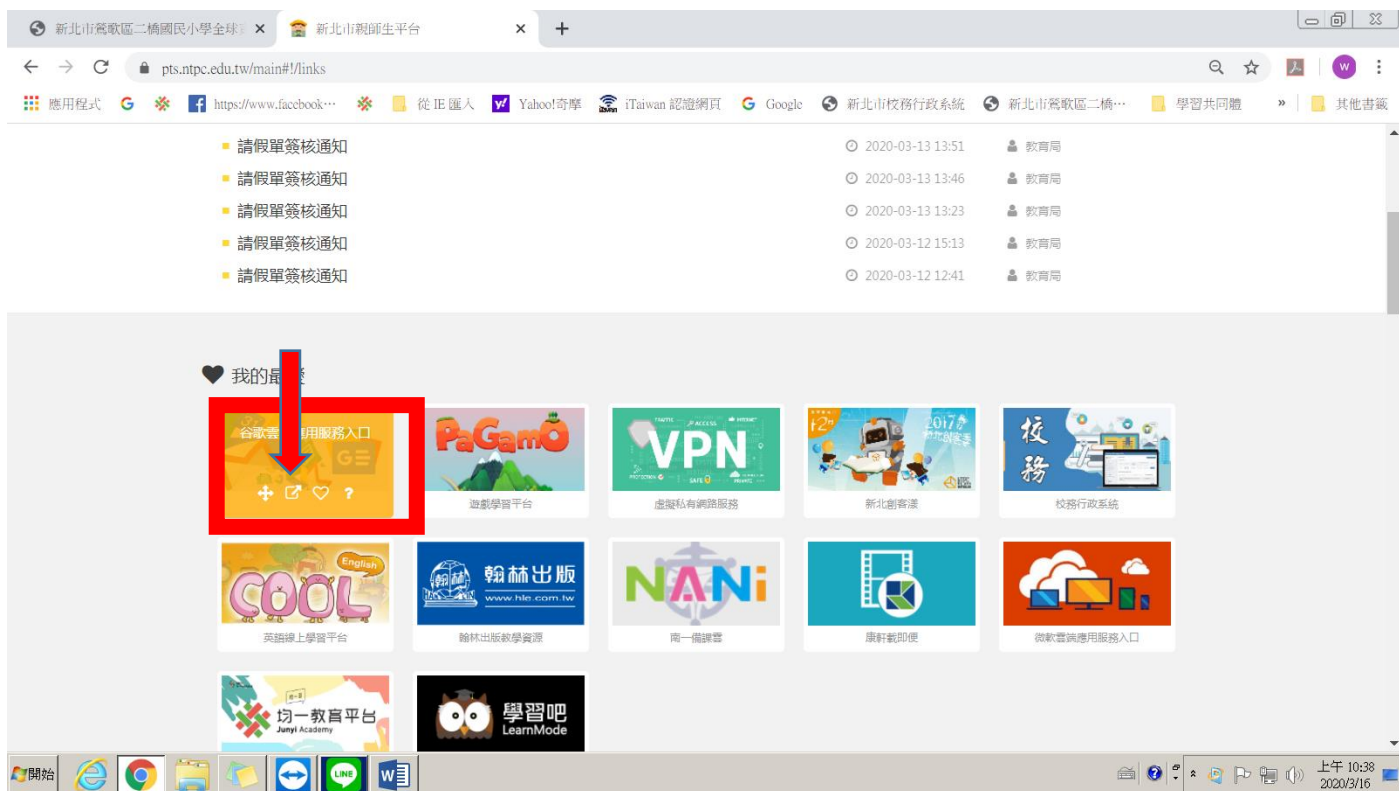 新北市鶯歌區二橋國民小學全球
新北市親師生平台
pts.ntpc.edu.tw/main#!/links
W
應用程式 https://www.facebook… 從 IE 匯入 Yahoo!奇摩 iTaiwan 認證網頁 Google 新北市校務行政系統 新北市鶯歌區二橋… 學習共同體 » 其他書籤
請假單簽核通知 2020-03-13 13:51 教育局
請假單簽核通知 2020-03-13 13:46 教育局
請假單簽核通知 2020-03-13 13:23 教育局
請假單簽核通知 2020-03-12 15:13 教育局
請假單簽核通知 2020-03-12 12:41 教育局
我的最
谷歌雲 應用服務入口
GE
?
PaGamO
遊戲學習平台
VPN
SAFE
虛擬私有網路服務
2017
新北創客漾
校務
校務行政系統
English
COOL
英語線上學習平台
翰林
翰林出版
www.hle.com.tw
翰林出版教學資源
NANi
南一備課雲
K
康軒載即便
微軟雲端應用服務入口
均一教育平台
Junyi Academy
學習吧
LearnMode
開始
LINE
W
上午 10:38
2020/3/16